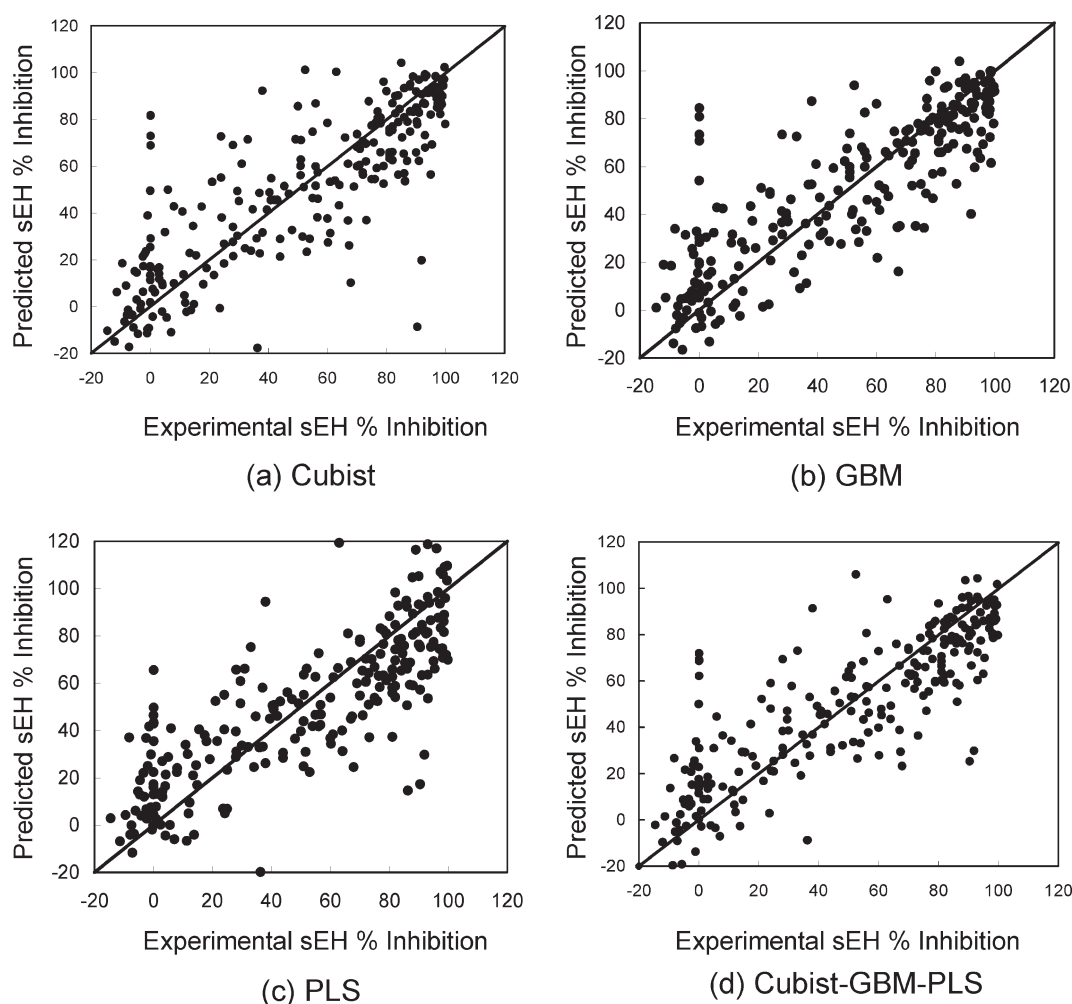 120
100
80
60
40
20
0
-20
-20 0 20 40 60 80 100 120
Predicted sEH % Inhibition
Experimental sEH % Inhibition
(a) Cubist
120
100
80
60
40
20
0
-20
-20 0 20 40 60 80 100 120
Predicted sEH % Inhibition
Experimental sEH % Inhibition
(b) GBM
120
100
80
60
40
20
0
-20
-20 0 20 40 60 80 100 120
Predicted sEH % Inhibition
Experimental sEH % Inhibition
(c) PLS
120
100
80
60
40
20
0
-20
-20 0 20 40 60 80 100 120
Predicted sEH % Inhibition
Experimental sEH % Inhibition
(d) Cubist-GBM-PLS